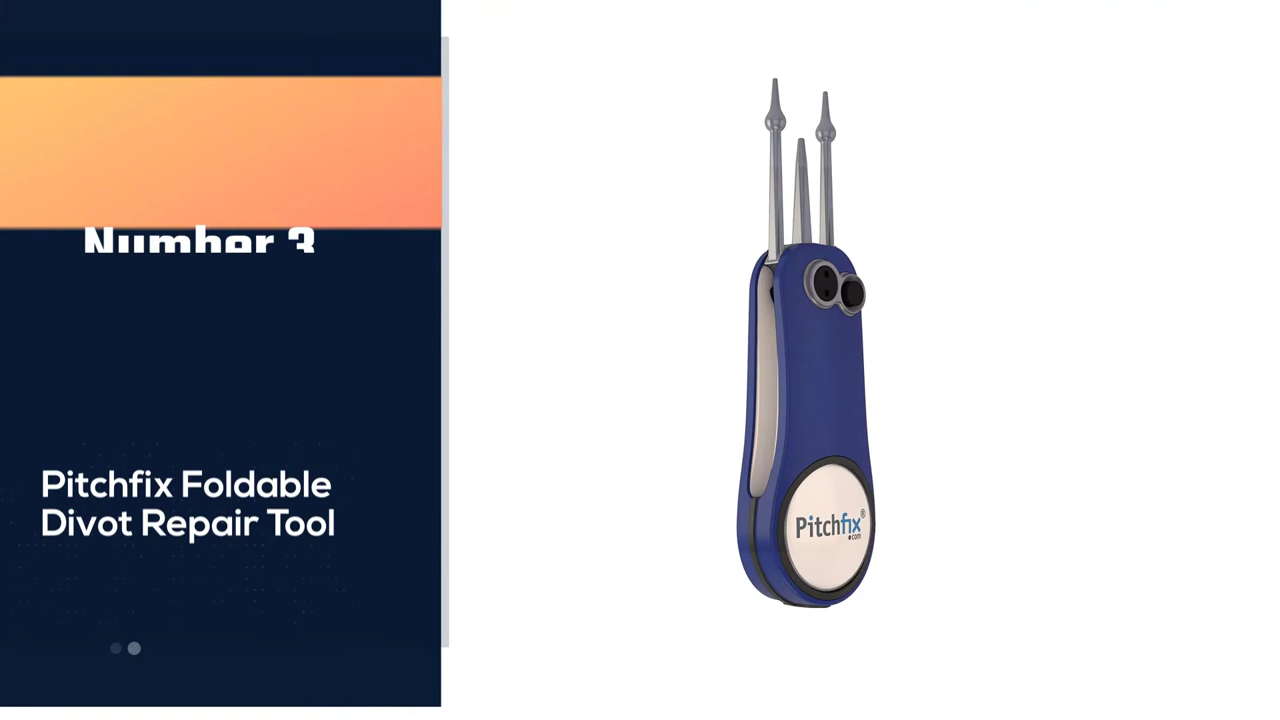 Number 3
Pitchfix Foldable
Divot Repair Tool
Pitchfix®
.com